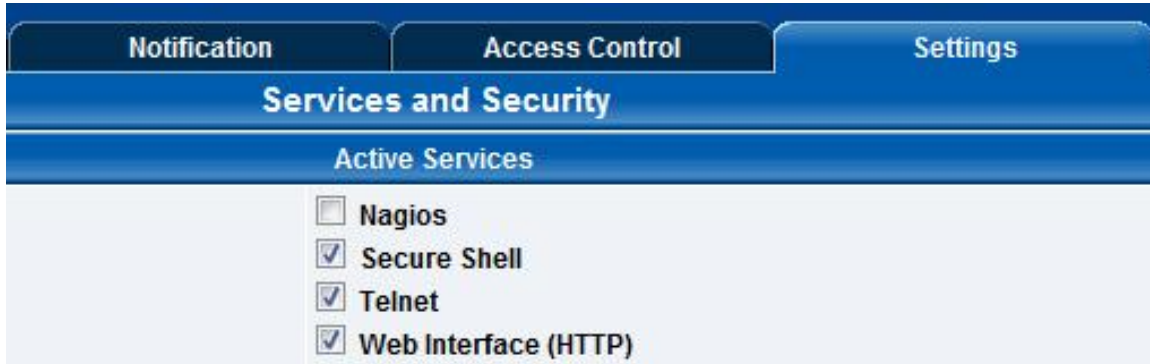 Notification Access Control Settings
Services and Security
Active Services
Nagios
Secure Shell
Telnet
Web Interface (HTTP)